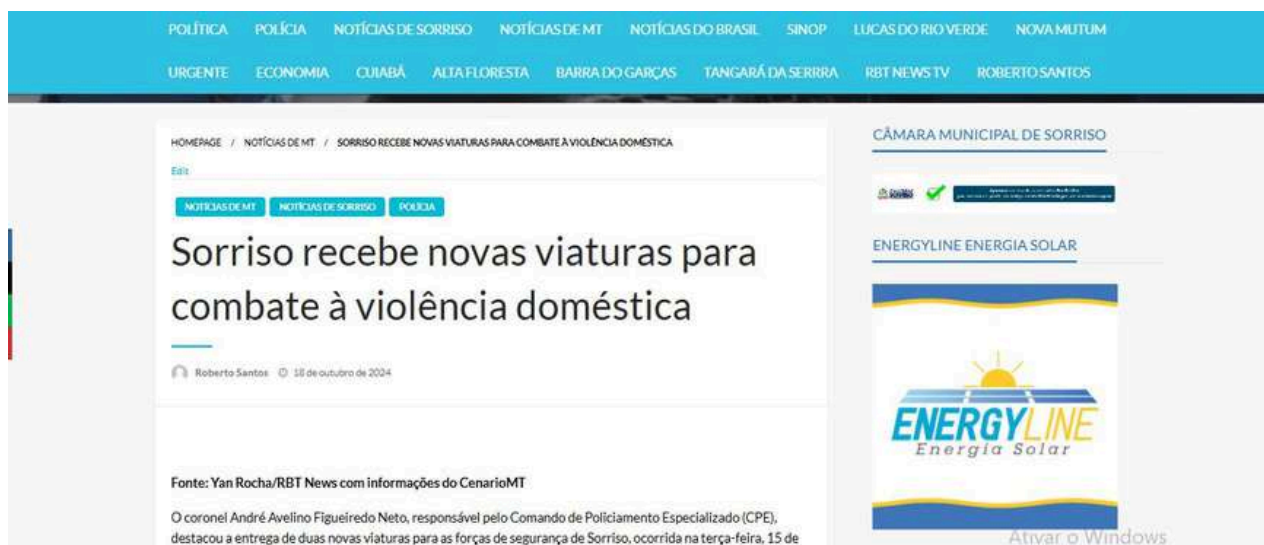 POLÍTICA POLÍCIA NOTÍCIAS DE SORRISO NOTÍCIAS DE MT NOTÍCIAS DO BRASIL SINOP LUCAS DO RIO VERDE NOVA MUTUM
URGENTE ECONOMIA CUIABÁ ALTA FLORESTA BARRA DO GARÇAS TANGARÁ DA SERRRA RBT NEWS TV ROBERTO SANTOS
HOMEPAGE / NOTÍCIAS DE MT / SORRISO RECEBE NOVAS VIATURAS PARA COMBATE À VIOLÊNCIA DOMÉSTICA
Edit
NOTÍCIAS DE MT NOTÍCIAS DE SORRISO POLÍCIA
Sorriso recebe novas viaturas para
combate à violência doméstica
Roberto Santos 18 de outubro de 2024
Fonte: Yan Rocha/RBT News com informações do CenarioMT
O coronel André Avelino Figueiredo Neto, responsável pelo Comando de Policiamento Especializado (CPE),
destacou a entrega de duas novas viaturas para as forças de segurança de Sorriso, ocorrida na terça-feira, 15 de
CÂMARA MUNICIPAL DE SORRISO
ENERGYLINE ENERGIA SOLAR
ENERGYLINE
Energia Solar
Ativar o Windows